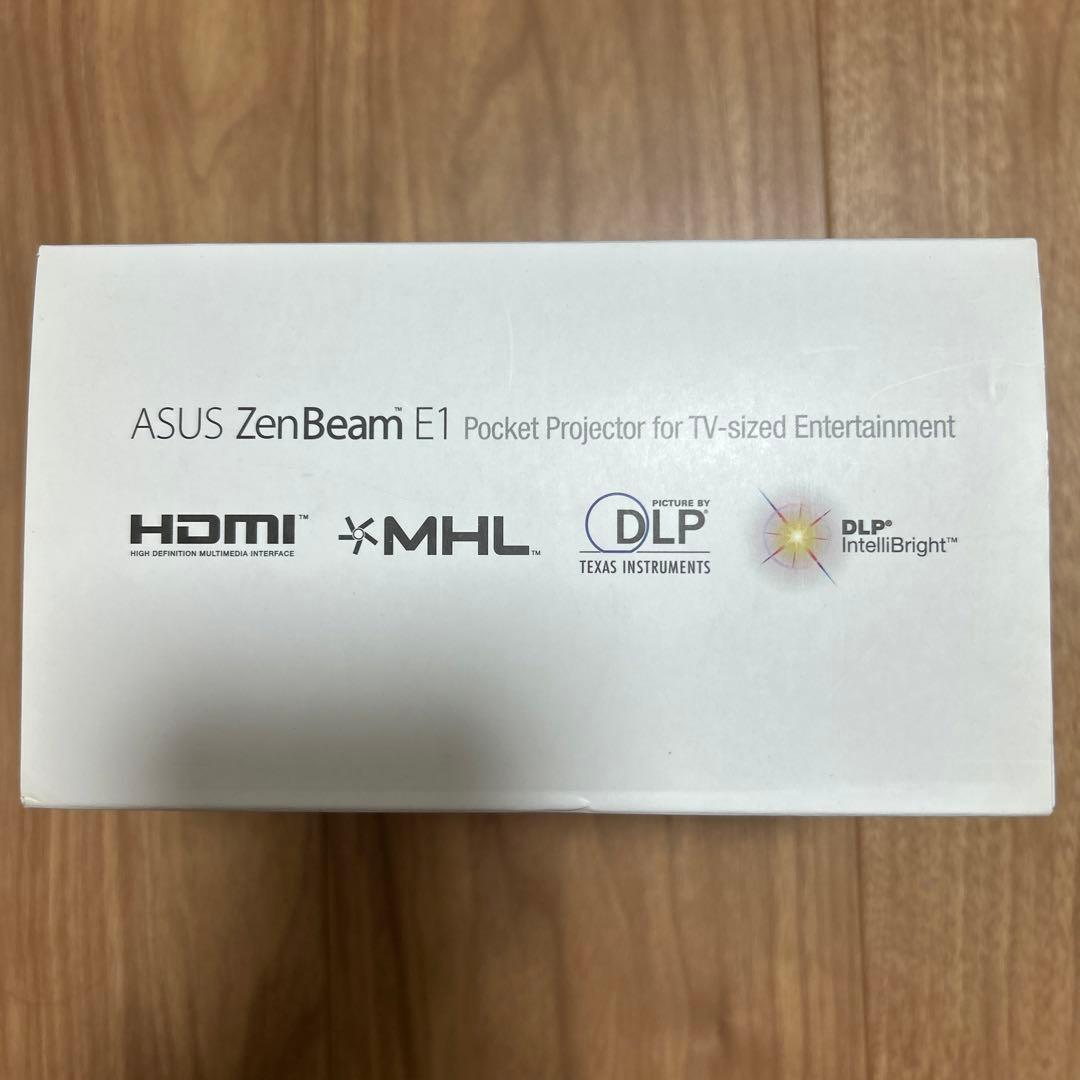 ASUS ZenBeam™ E1 Pocket Projector for TV-sized Entertainment
HDMI™
HIGH DEFINITION MULTIMEDIA INTERFACE
MHL™
PICTURE BY
DLP®
TEXAS INSTRUMENTS
DLP®
IntelliBright™